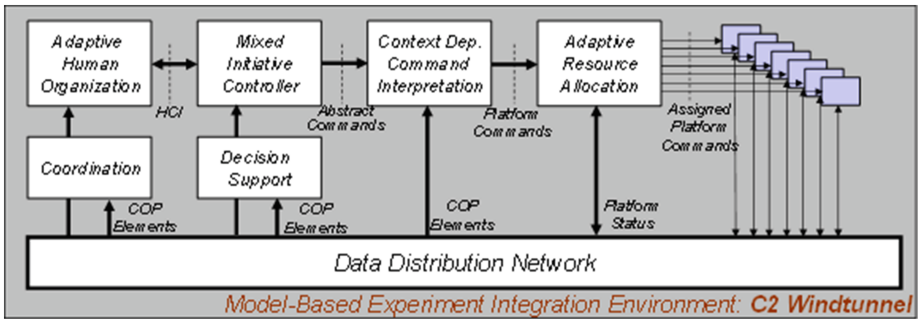 Adaptive
Human
Organization
Mixed
Initiative
Controller
Context Dep.
Command
Interpretation
Adaptive
Resource
Allocation
HCI
Abstract
Commands
Platform
Commands
Assigned
Platform
Commands
Coordination
Decision
Support
COP
Elements
COP
Elements
COP
Elements
Platform
Status
Data Distribution Network
Model-Based Experiment Integration Environment: C2 Windtunnel